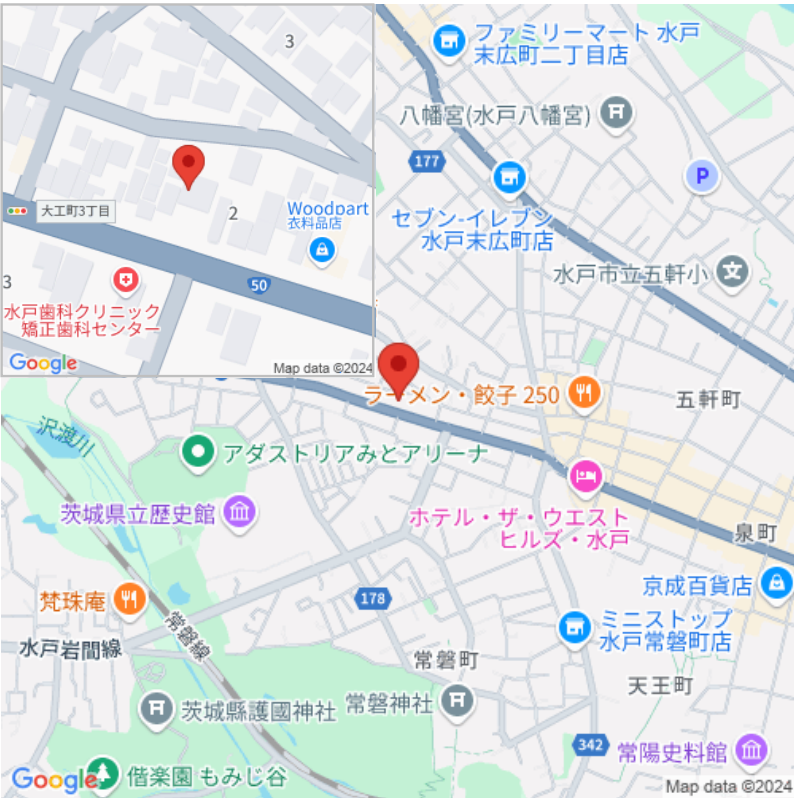 3
大工町3丁目
2
Woodpart
衣料品店
50
3
水戸歯科クリニック
矯正歯科センター
Google
Map data ©2024
ファミリーマート 水戸
末広町二丁目店
八幡宮(水戸八幡宮)
177
P
セブン-イレブン
水戸末広町店
水戸市立五軒小
文
ラーメン・餃子 250
五軒町
沢渡川
アダストリアみとアリーナ
茨城県立歴史館
ホテル・ザ・ウエスト
ヒルズ・水戸
泉町
京成百貨店
梵珠庵
178
ミニストップ
水戸常磐町店
水戸岩間線
常磐線
常磐町
天王町
茨城縣護國神社
常磐神社
342
常陽史料館
Google
偕楽園 もみじ谷
Map data ©2024